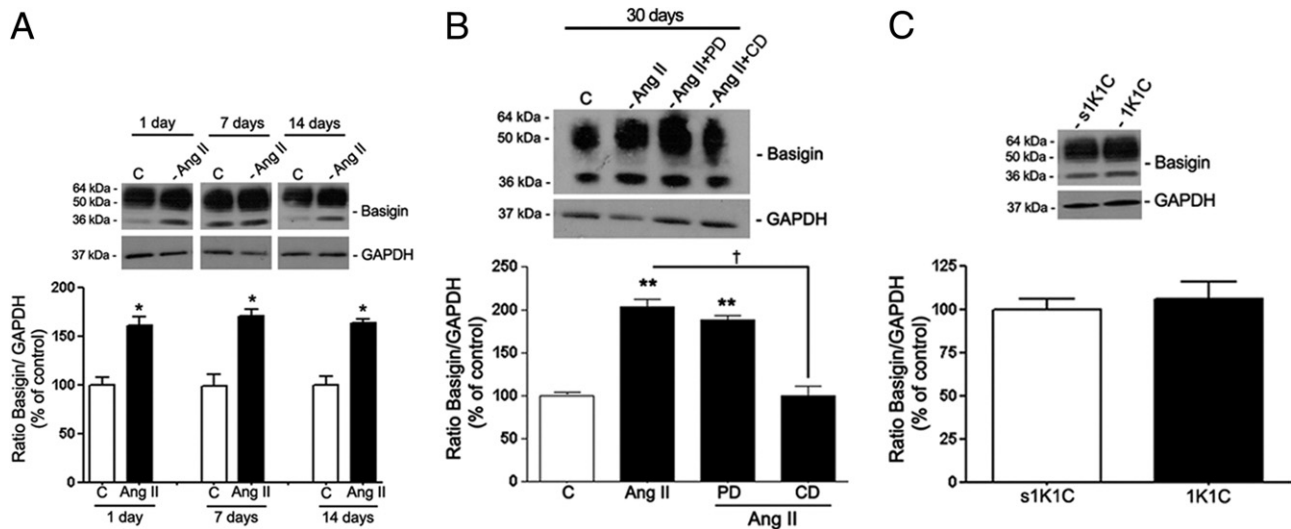 A
1 day 7 days 14 days
C - Ang II C - Ang II C - Ang II
64 kDa -
50 kDa -
- Basigin
36 kDa -
37 kDa -
- GAPDH
Ratio Basigin/ GAPDH
(% of control)
200
150
100
50
0
* * *
C Ang II C Ang II C Ang II
1 day 7 days 14 days
B
30 days
C - Ang II - Ang II+PD - Ang II+CD
64 kDa -
50 kDa -
- Basigin
36 kDa -
37 kDa -
- GAPDH
Ratio Basigin/GAPDH
(% of control)
250
200
150
100
50
0
** ** †
C Ang II PD CD
Ang II
C
- s1K1C - 1K1C
64 kDa -
50 kDa -
- Basigin
36 kDa -
37 kDa -
- GAPDH
Ratio Basigin/GAPDH
(% of control)
125
100
75
50
25
0
s1K1C 1K1C